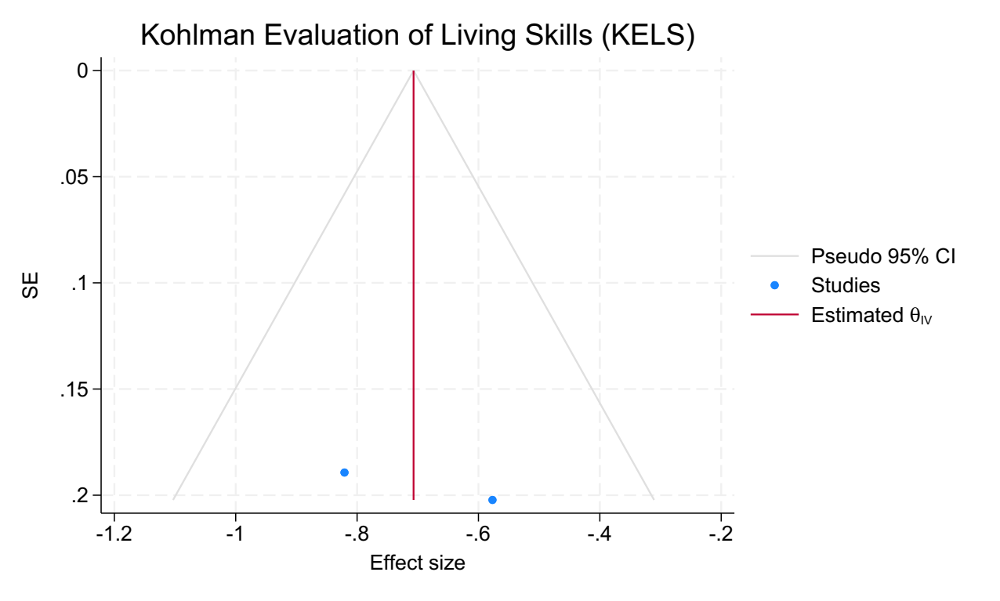 Kohlman Evaluation of Living Skills (KELS)
0
.05
.1
.15
.2
SE
-1.2
-1
-.8
-.6
-.4
-.2
Effect size
Pseudo 95% CI
Studies
Estimated θIV